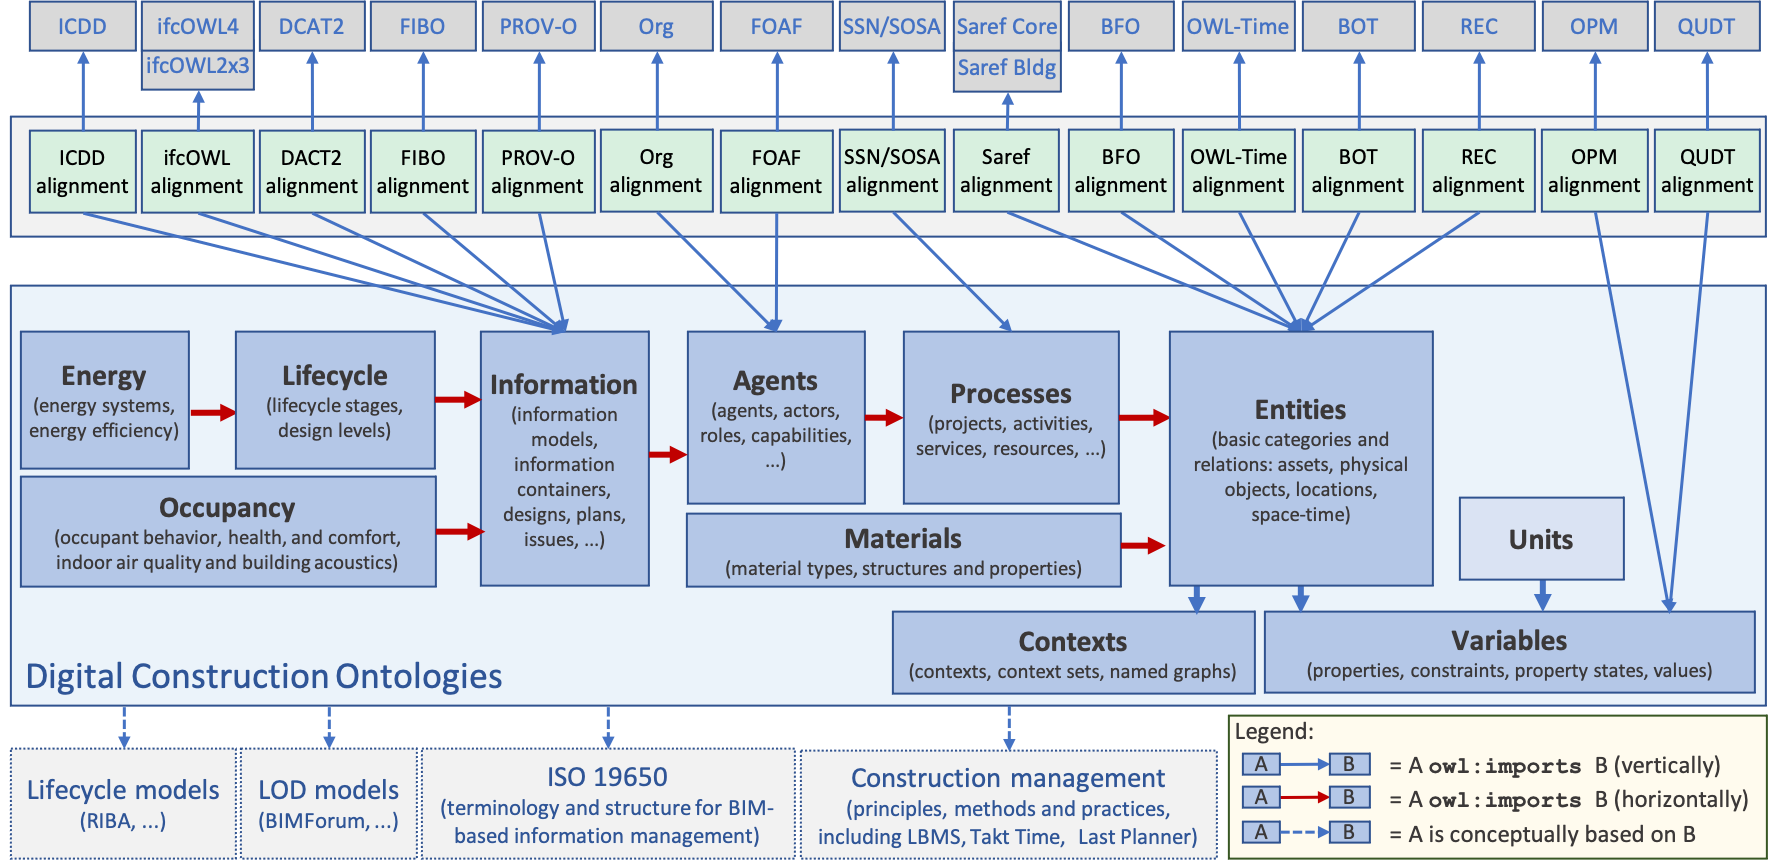 ICDD
ifcOWL4
DCAT2
FIBO
PROV-O
Org
FOAF
SSN/SOSA
Saref Core
BFO
OWL-Time
BOT
REC
OPM
QUDT
ifcOWL2x3
Saref Bldg
ICDD
alignment
ifcOWL
alignment
DACT2
alignment
FIBO
alignment
PROV-O
alignment
Org
alignment
FOAF
alignment
SSN/SOSA
alignment
Saref
alignment
BFO
alignment
OWL-Time
alignment
BOT
alignment
REC
alignment
OPM
alignment
QUDT
alignment
Energy
(energy systems,
energy efficiency)
Lifecycle
(lifecycle stages,
design levels)
Information
(information
models,
information
containers,
designs, plans,
issues, ...)
Agents
(agents, actors,
roles, capabilities,
...)
Processes
(projects, activities,
services, resources, ...)
Entities
(basic categories and
relations: assets, physical
objects, locations,
space-time)
Occupancy
(occupant behavior, health, and comfort,
indoor air quality and building acoustics)
Materials
(material types, structures and properties)
Units
Contexts
(contexts, context sets, named graphs)
Variables
(properties, constraints, property states, values)
Digital Construction Ontologies
Lifecycle models
(RIBA, ...)
LOD models
(BIMForum, ...)
ISO 19650
(terminology and structure for BIM-
based information management)
Construction management
(principles, methods and practices,
including LBMS, Takt Time, Last Planner)
Legend:
A B = A owl:imports B (vertically)
A B = A owl:imports B (horizontally)
A B = A is conceptually based on B